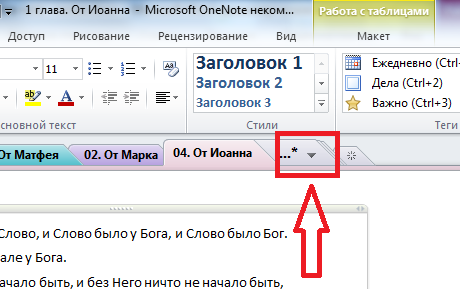 1 глава. От Иоанна - Microsoft OneNote неком...
Работа с таблицами
Доступ Рисование Рецензирование Вид Макет
11
Заголовок 1
Заголовок 2
Заголовок 3
Ежедневно (Ctrl+
Дела (Ctrl+2)
Важно (Ctrl+3)
основной текст
Стили
Теги
От Матфея
02. От Марка
04. От Иоанна
...*
Слово, и Слово было у Бога, и Слово было Бог.
але у Бога.
ачало быть, и без Него ничто не начало быть,